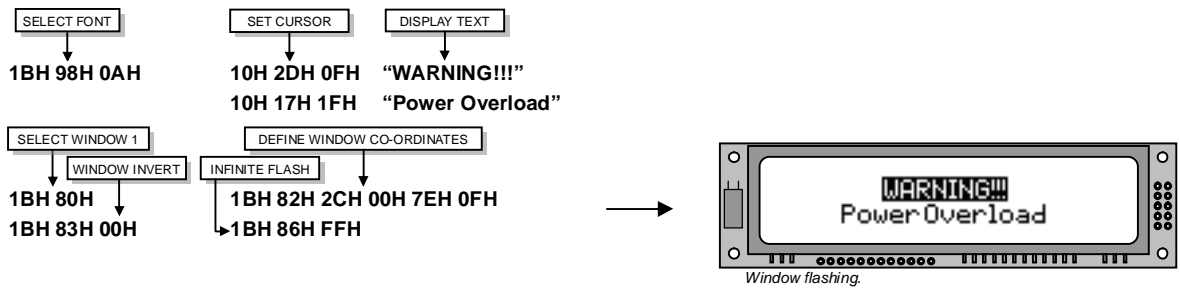 SELECT FONT SET CURSOR DISPLAY TEXT
1BH 98H 0AH 10H 2DH 0FH “WARNING!!!”
10H 17H 1FH “Power Overload”
SELECT WINDOW 1 DEFINE WINDOW CO-ORDINATES
WINDOW INVERT INFINITE FLASH
1BH 80H 1BH 82H 2CH 00H 7EH 0FH
1BH 83H 00H 1BH 86H FFH
WARNING!!!
Power Overload
Window flashing.